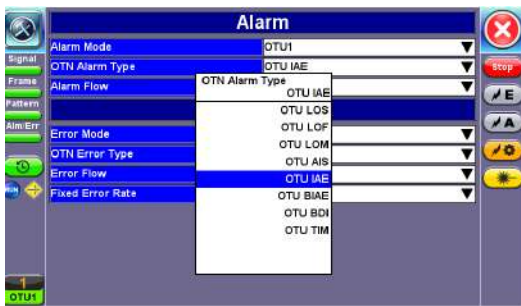 Alarm
Alarm Mode OTU1
Signal
OTN Alarm Type OTU IAE
Stop
Frame
Alarm Flow
OTN Alarm Type
OTU IAE
E
Pattern
OTU LOS
Alm/Err
OTU LOF
A
Error Mode
OTU LOM
OTN Error Type
OTU AIS
Error Flow
OTU IAE
Fixed Error Rate
OTU BIAE
OTU BDI
OTU TIM
1
OTU1